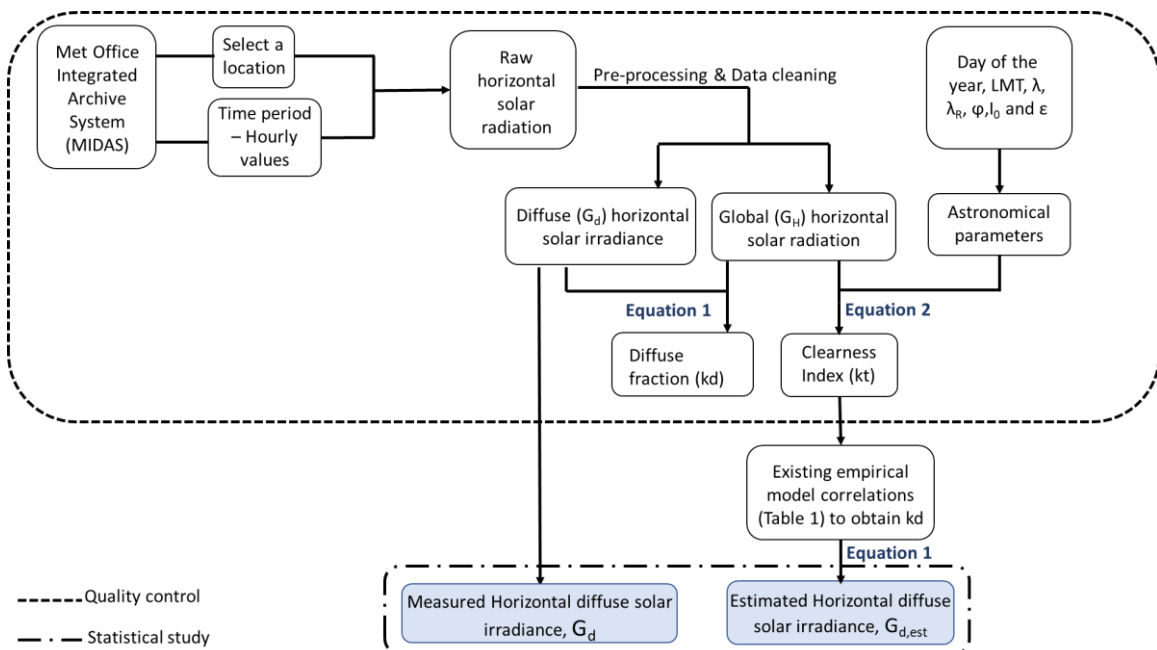 Met Office
Integrated
Archive
System
(MIDAS)
Select a
location
Time period
– Hourly
values
Raw
horizontal
solar
radiation
Pre-processing & Data cleaning
Day of the
year, LMT, λ,
λR, φ,I0 and ε
Diffuse (Gd) horizontal
solar irradiance
Global (GH) horizontal
solar radiation
Astronomical
parameters
Equation 1
Equation 2
Diffuse
fraction (kd)
Clearness
Index (kt)
Existing empirical
model correlations
(Table 1) to obtain kd
Equation 1
Measured Horizontal diffuse solar
irradiance, Gd
Estimated Horizontal diffuse
solar irradiance, Gd,est
Quality control
Statistical study